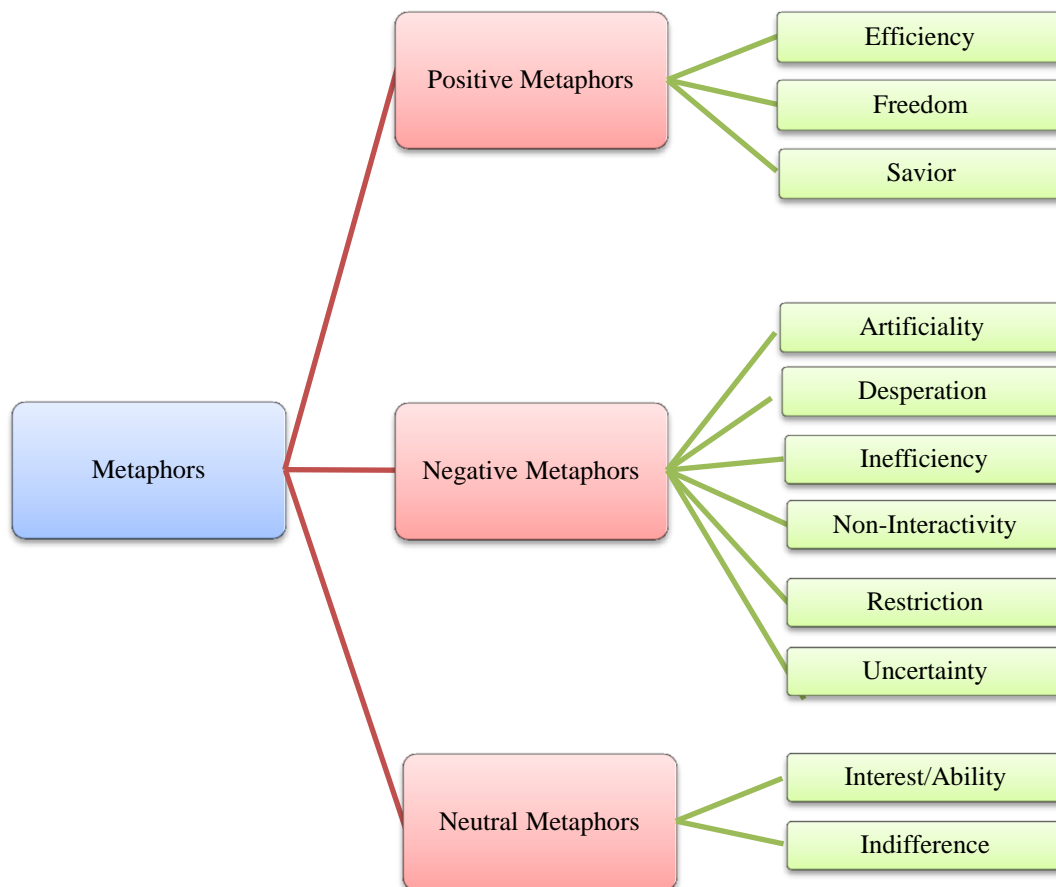 Metaphors
Positive Metaphors
Efficiency
Freedom
Savior
Negative Metaphors
Artificiality
Desperation
Inefficiency
Non-Interactivity
Restriction
Uncertainty
Neutral Metaphors
Interest/Ability
Indifference